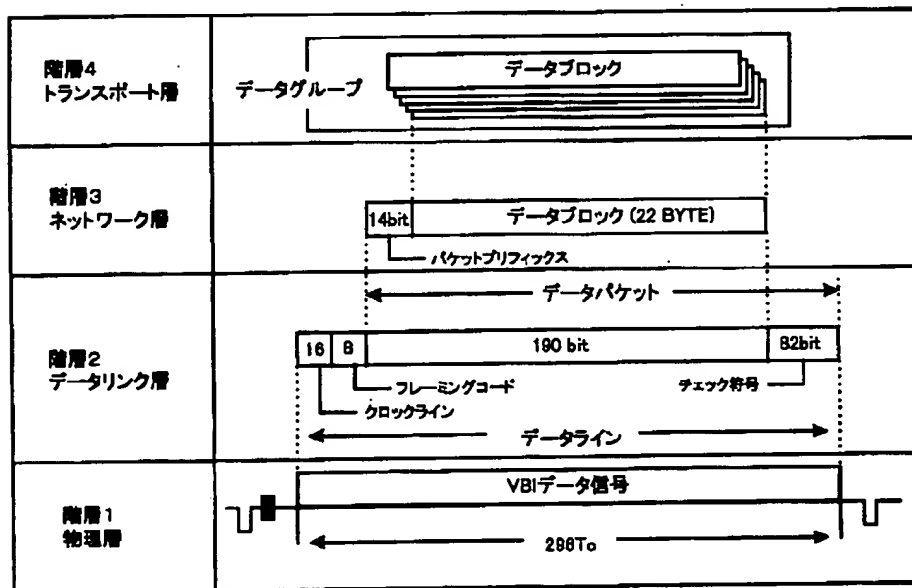 階層4
トランスポート層
データグループ
データブロック
階層3
ネットワーク層
14bit
データブロック (22 BYTE)
パケットプリフィックス
データパケット
階層2
データリンク層
16
8
190 bit
82bit
フレーミングコード
チェック符号
クロックライン
データライン
階層1
物理層
VBIデータ信号
296To